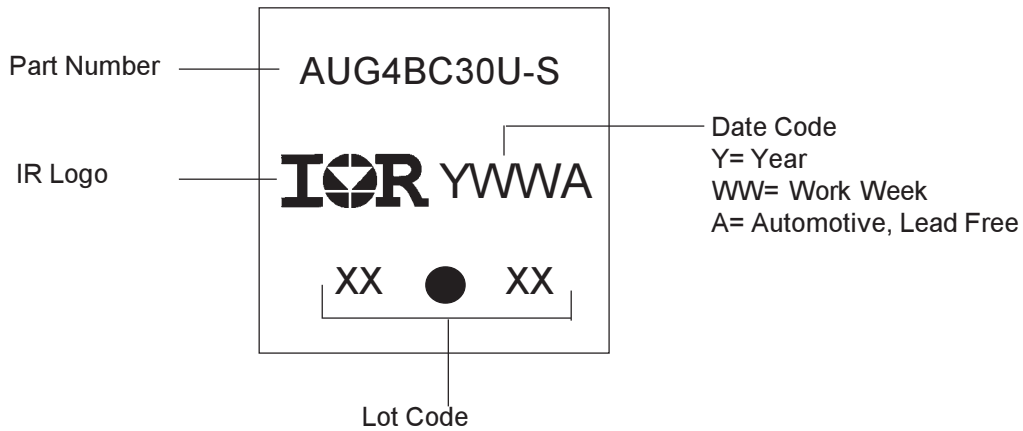 Part Number
AUG4BC30U-S
IR Logo
IOR YWWA
Date Code
Y= Year
WW= Work Week
A= Automotive, Lead Free
XX XX
Lot Code